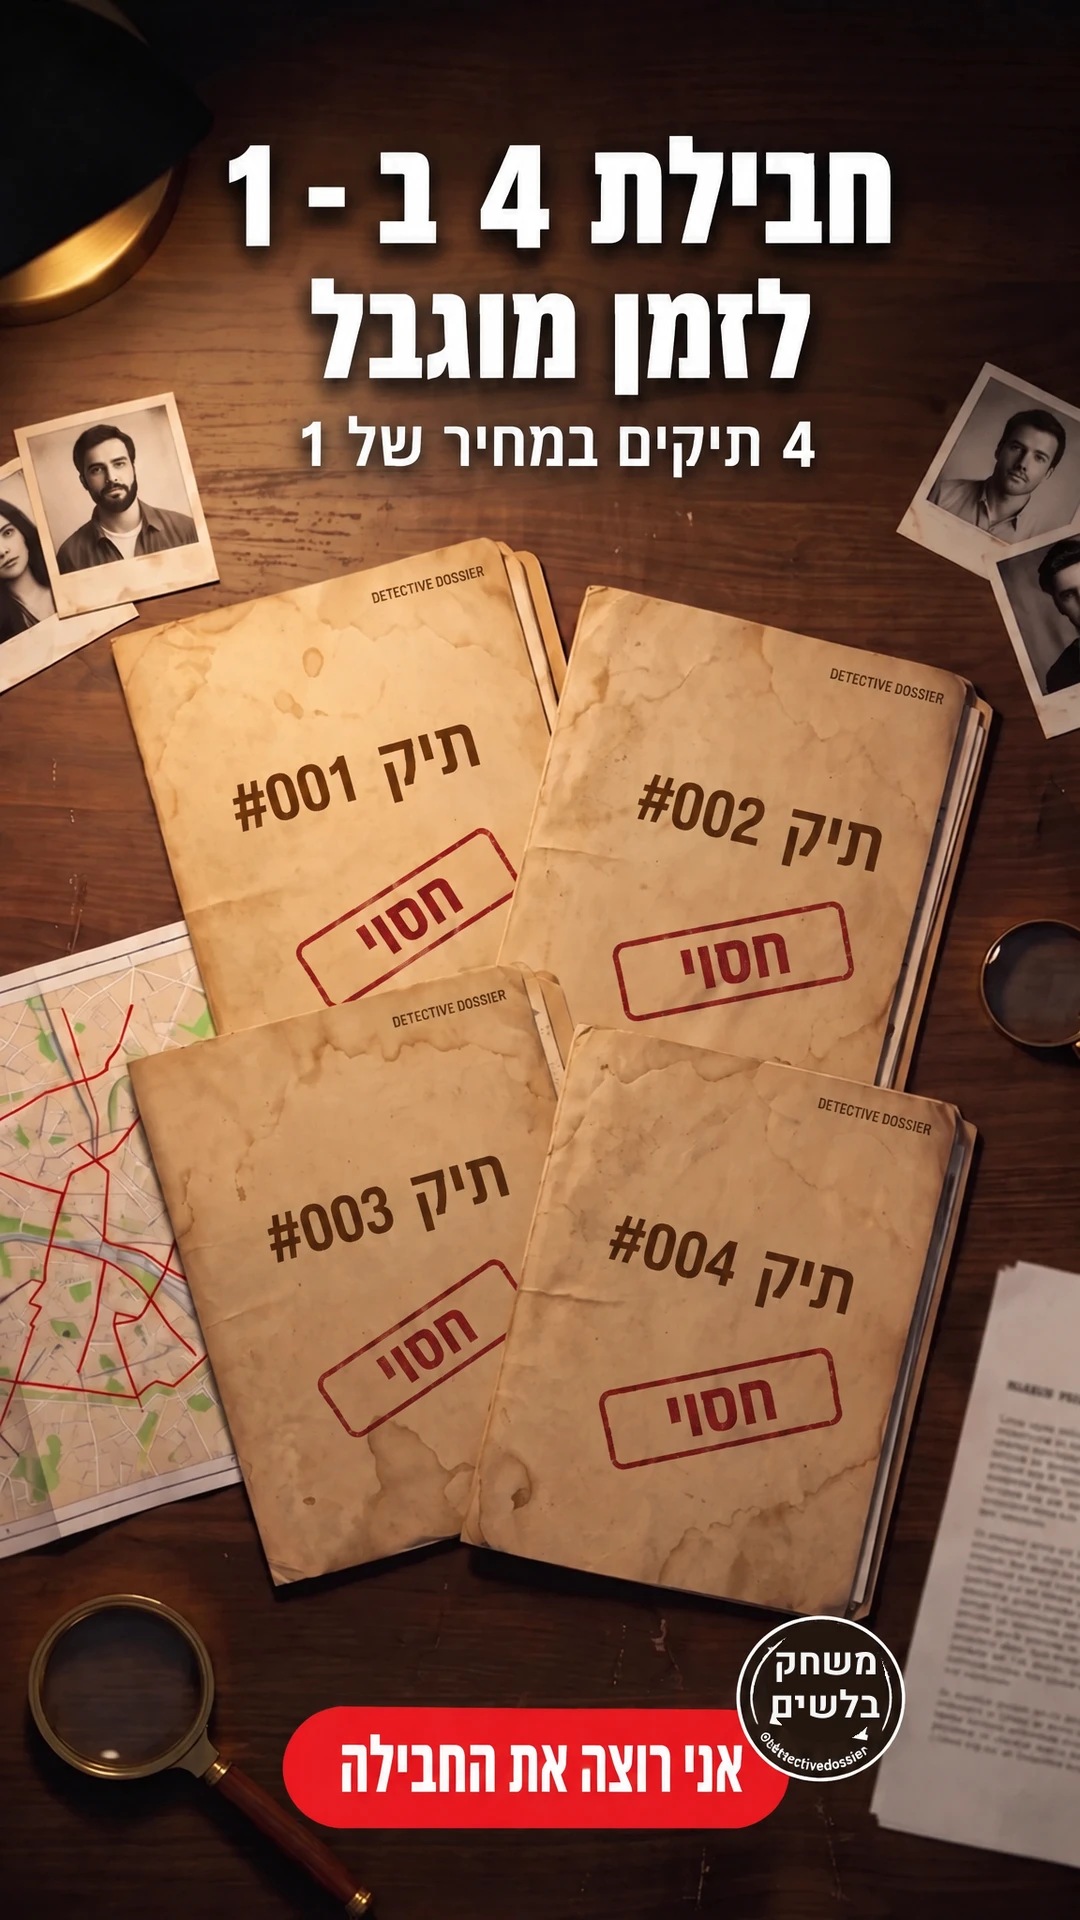 חבילת 4 ב - 1
לזמן מוגבל
4 תיקים במחיר של 1
DETECTIVE DOSSIER
תיק #001
חסוי
DETECTIVE DOSSIER
תיק #002
חסוי
DETECTIVE DOSSIER
תיק #003
חסוי
DETECTIVE DOSSIER
תיק #004
חסוי
משחק
בלשים
אני רוצה את החבילה